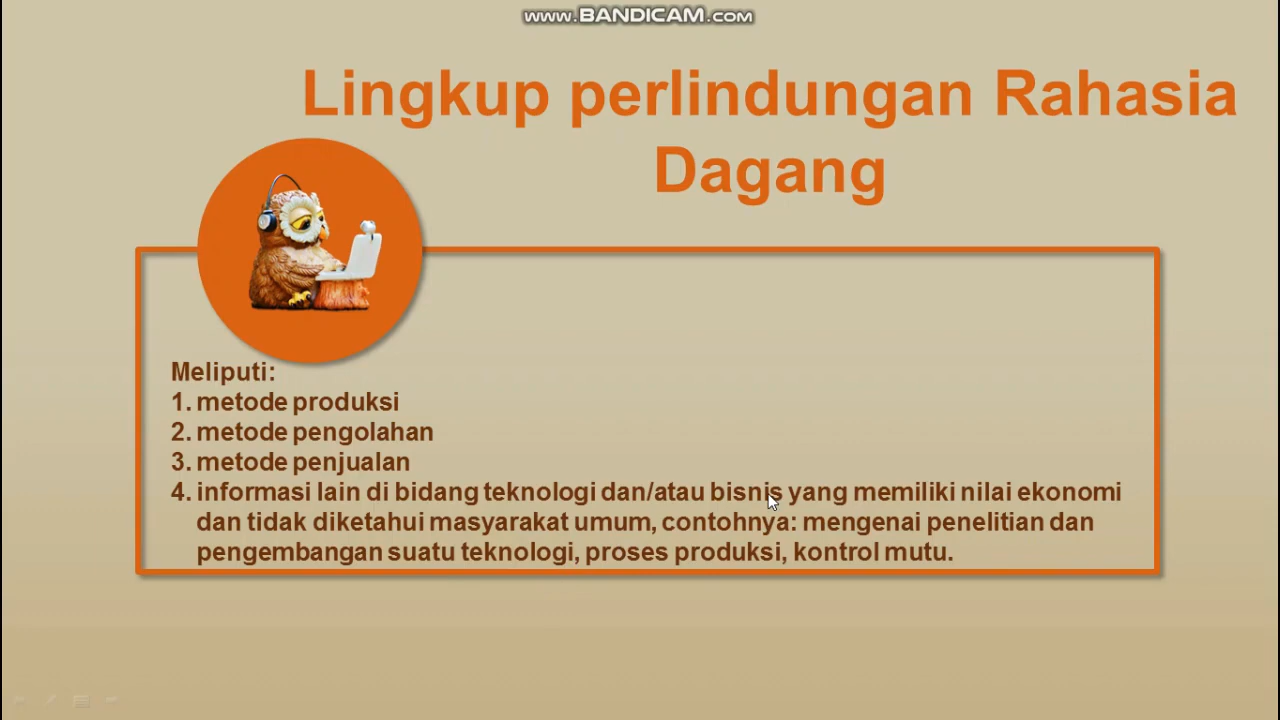 www.BANDICAM.com
Lingkup perlindungan Rahasia
Dagang
Meliputi:
1. metode produksi
2. metode pengolahan
3. metode penjualan
4. informasi lain di bidang teknologi dan/atau bisnis yang memiliki nilai ekonomi
dan tidak diketahui masyarakat umum, contohnya: mengenai penelitian dan
pengembangan suatu teknologi, proses produksi, kontrol mutu.